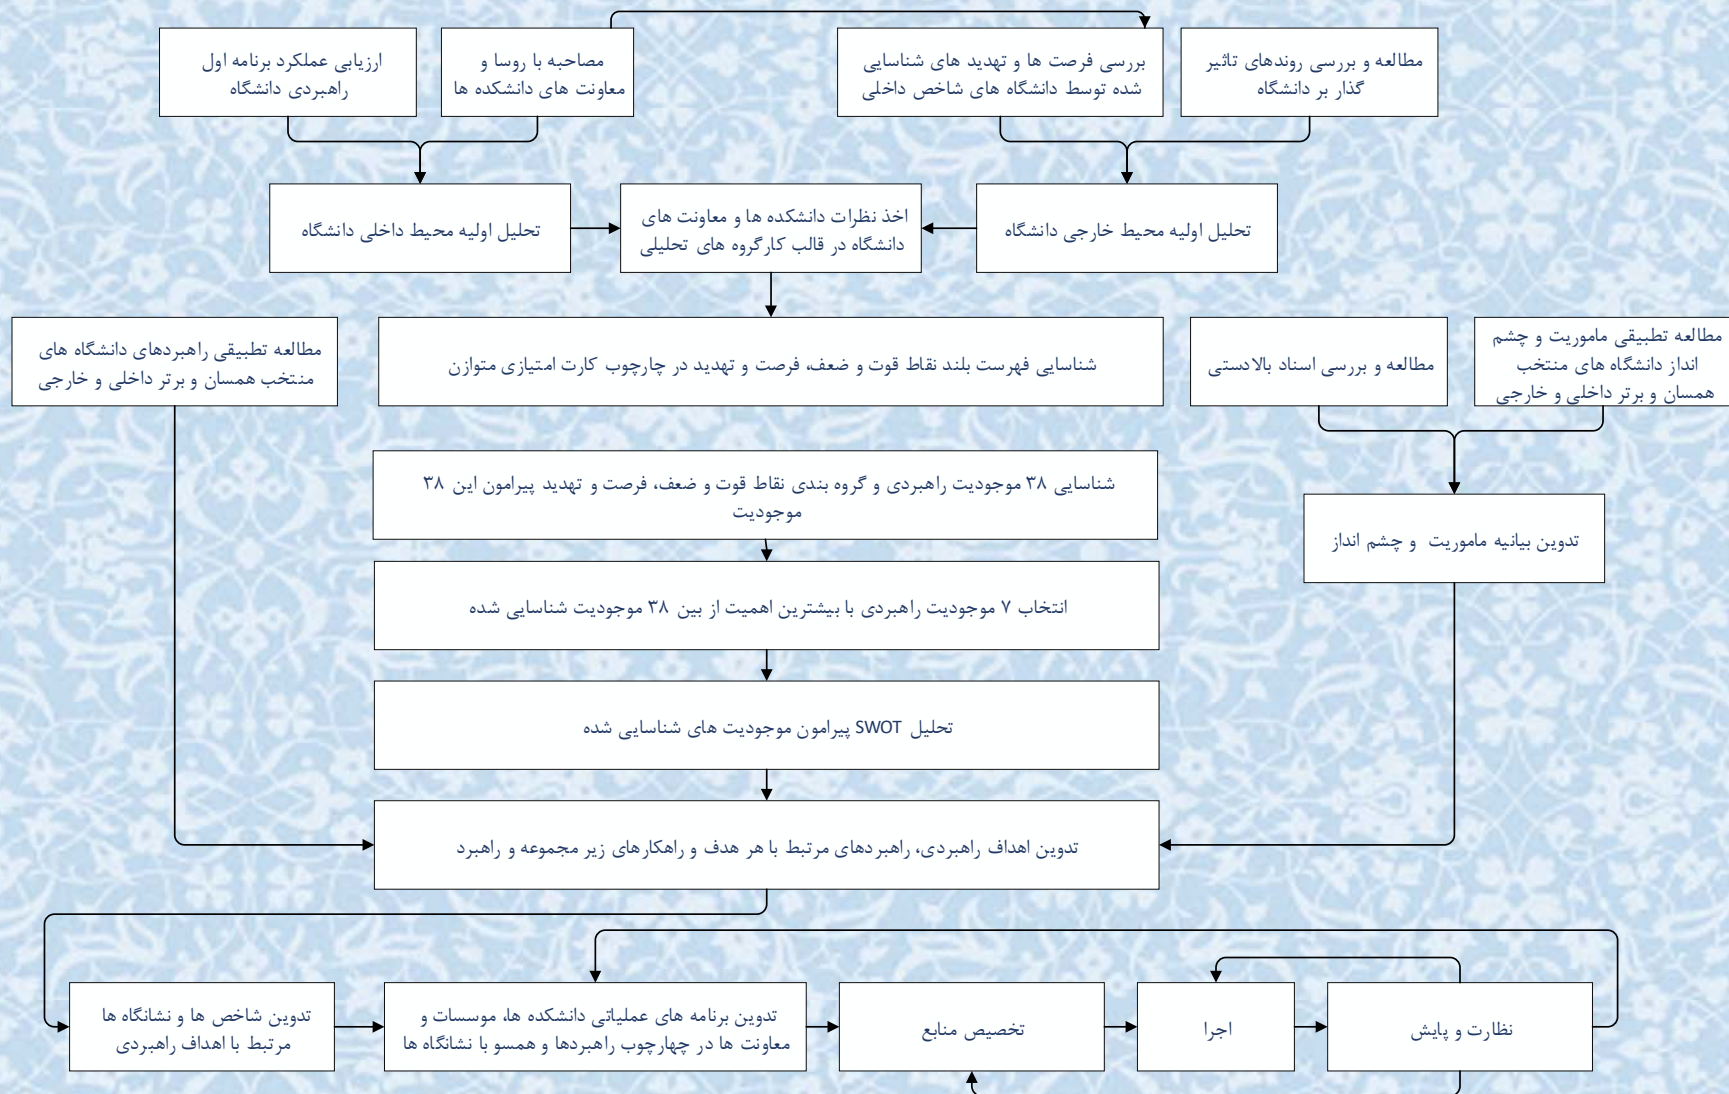 مطالعه و بررسی روندهای تاثیر
گذار بر دانشگاه
بررسی فرصت ها و تهدید های شناسایی
شده توسط دانشگاه های شاخص داخلی
مصاحبه با روسا و
معاونت های دانشکده ها
ارزیابی عملکرد برنامه اول
راهبردی دانشگاه
تحلیل اولیه محیط خارجی دانشگاه
اخذ نظرات دانشکده ها و معاونت های
دانشگاه در قالب کارگروه های تحلیلی
تحلیل اولیه محیط داخلی دانشگاه
مطالعه تطبیقی ماموریت و چشم
انداز دانشگاه های منتخب
همسان و برتر داخلی و خارجی
مطالعه و بررسی اسناد بالادستی
شناسایی فهرست بلند نقاط قوت و ضعف، فرصت و تهدید در چارچوب کارت امتیازی متوازن
مطالعه تطبیقی راهبردهای دانشگاه های
منتخب همسان و برتر داخلی و خارجی
شناسایی ۳۸ موجودیت راهبردی و گروه بندی نقاط قوت و ضعف، فرصت و تهدید پیرامون این ۳۸
موجودیت
تدوین بیانیه ماموریت و چشم انداز
انتخاب ۷ موجودیت راهبردی با بیشترین اهمیت از بین ۳۸ موجودیت شناسایی شده
تحلیل SWOT پیرامون موجودیت های شناسایی شده
تدوین اهداف راهبردی، راهبردهای مرتبط با هر هدف و راهکارهای زیر مجموعه و راهبرد
تدوین شاخص ها و نشانگاه ها
مرتبط با اهداف راهبردی
تدوین برنامه های عملیاتی دانشکده ها، موسسات و
معاونت ها در چهارچوب راهبردها و همسو با نشانگاه ها
تخصیص منابع
اجرا
نظارت و پایش